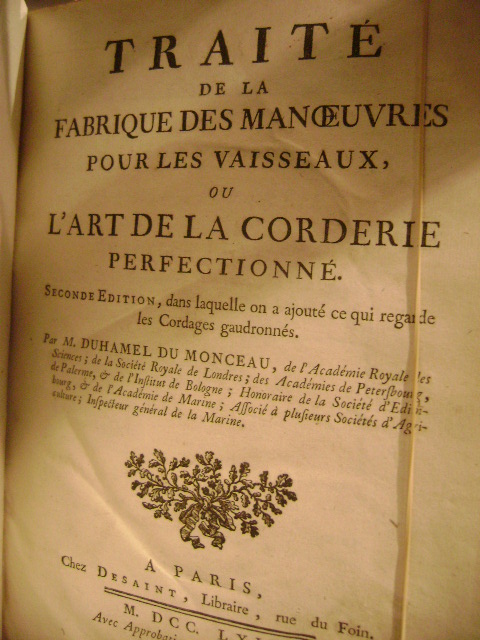 TRAITÉ
DE LA
FABRIQUE DES MANŒUVRES
POUR LES VAISSEAUX,
OU
L'ART DE LA CORDERIE
PERFECTIONNÉ.
SECONDE EDITION, dans laquelle on a ajouté ce qui regarde
les Cordages gaudronnés.
Par M. DUHAMEL DU MONCEAU, de l'Académie Royale des
Sciences; de la Société Royale de Londres; des Académies de Petersbourg,
de Palerme, & de l'Institut de Bologne; Honoraire de la Société d'Edin-
bourg, & de l'Académie de Marine; Associé à plusieurs Sociétés d'Agri-
culture; Inspecteur général de la Marine.
A PARIS,
Chez DESAINT, Libraire, rue du Foin.
M. DCC.
Avec